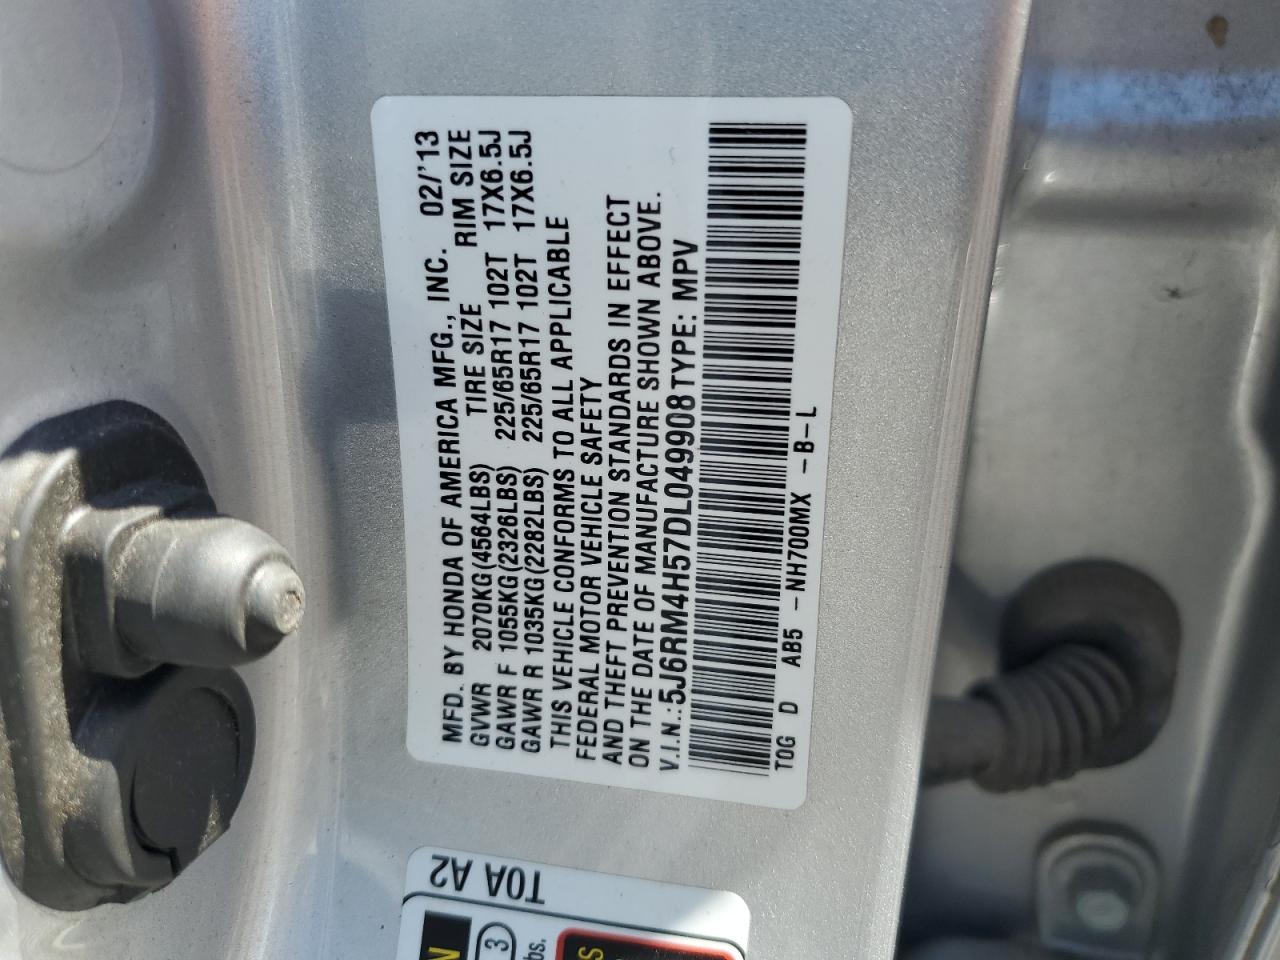 MFD. BY HONDA OF AMERICA MFG., INC. 02/'13
GVWR 2070KG(4564LBS) TIRE SIZE RIM SIZE
GAWR F 1055KG(2326LBS) 225/65R17 102T 17X6.5J
GAWR R 1035KG(2282LBS) 225/65R17 102T 17X6.5J
THIS VEHICLE CONFORMS TO ALL APPLICABLE
FEDERAL MOTOR VEHICLE SAFETY
AND THEFT PREVENTION STANDARDS IN EFFECT
ON THE DATE OF MANUFACTURE SHOWN ABOVE.
V.I.N.:5J6RM4H57DL049908 TYPE: MPV
T0G D AB5 -NH700MX -B-L
T0A A2
3
bs.